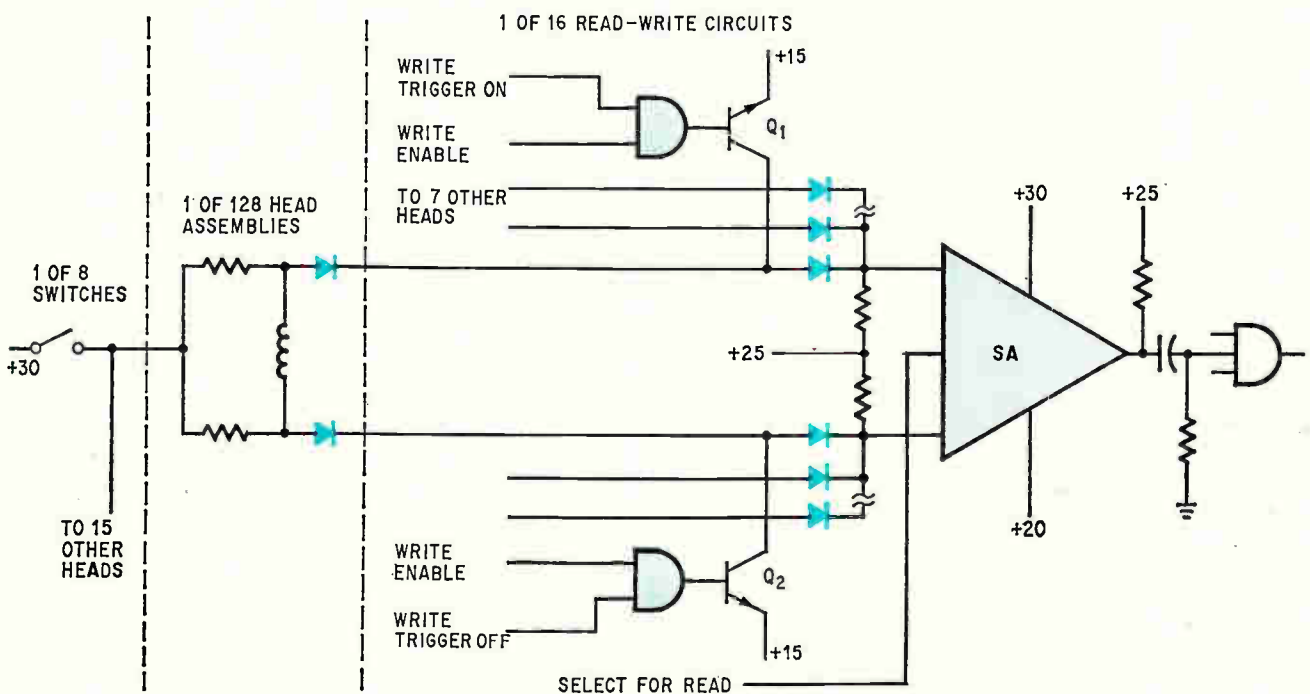 1 OF 16 READ-WRITE CIRCUITS
+15
WRITE
TRIGGER ON
Q1
WRITE
ENABLE
TO 7 OTHER
HEADS
1 OF 128 HEAD
ASSEMBLIES
+30
+25
1 OF 8
SWITCHES
+30
+25
SA
TO 15
OTHER
HEADS
+20
WRITE
ENABLE
Q2
WRITE
TRIGGER OFF
+15
SELECT FOR READ